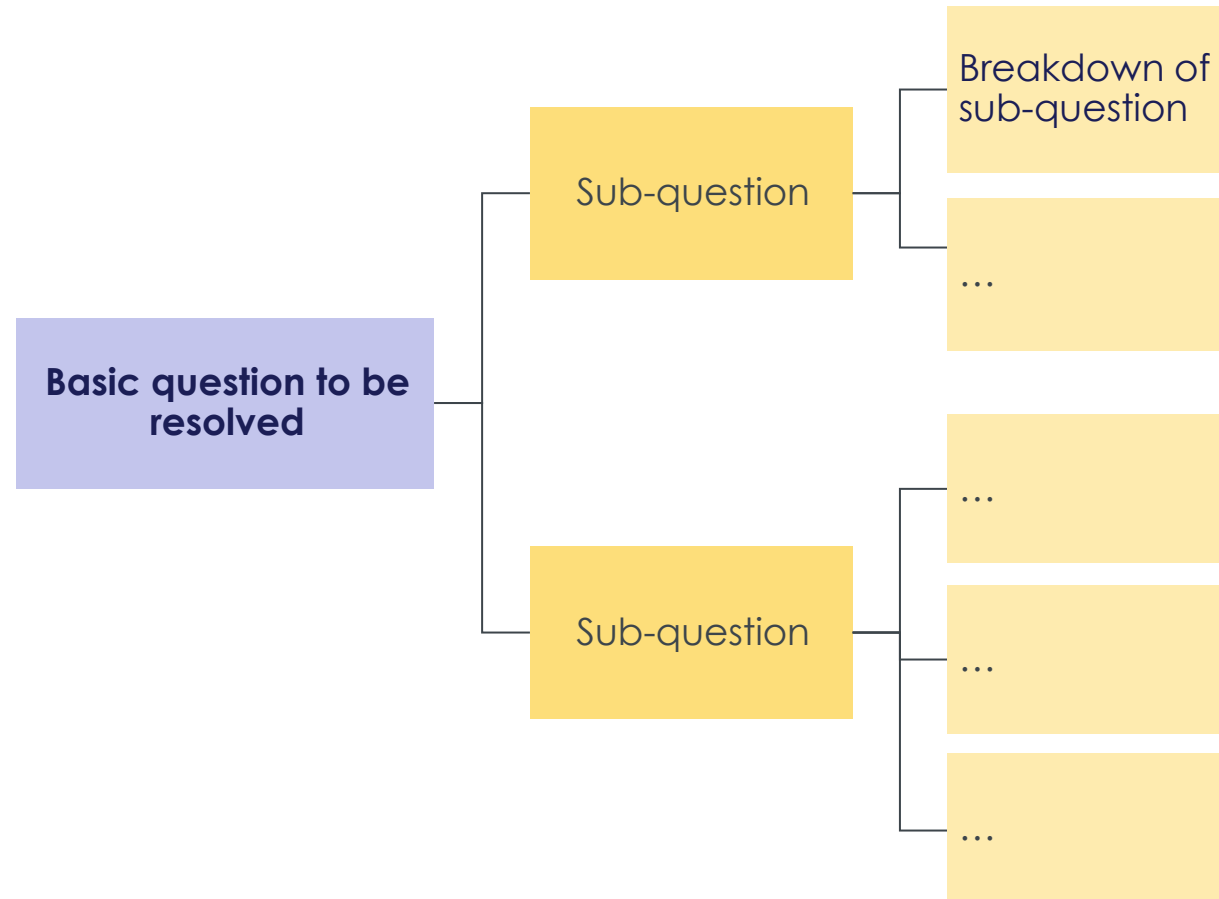 Breakdown of
sub-question
Sub-question
…
Basic question to be
resolved
…
Sub-question
…
…